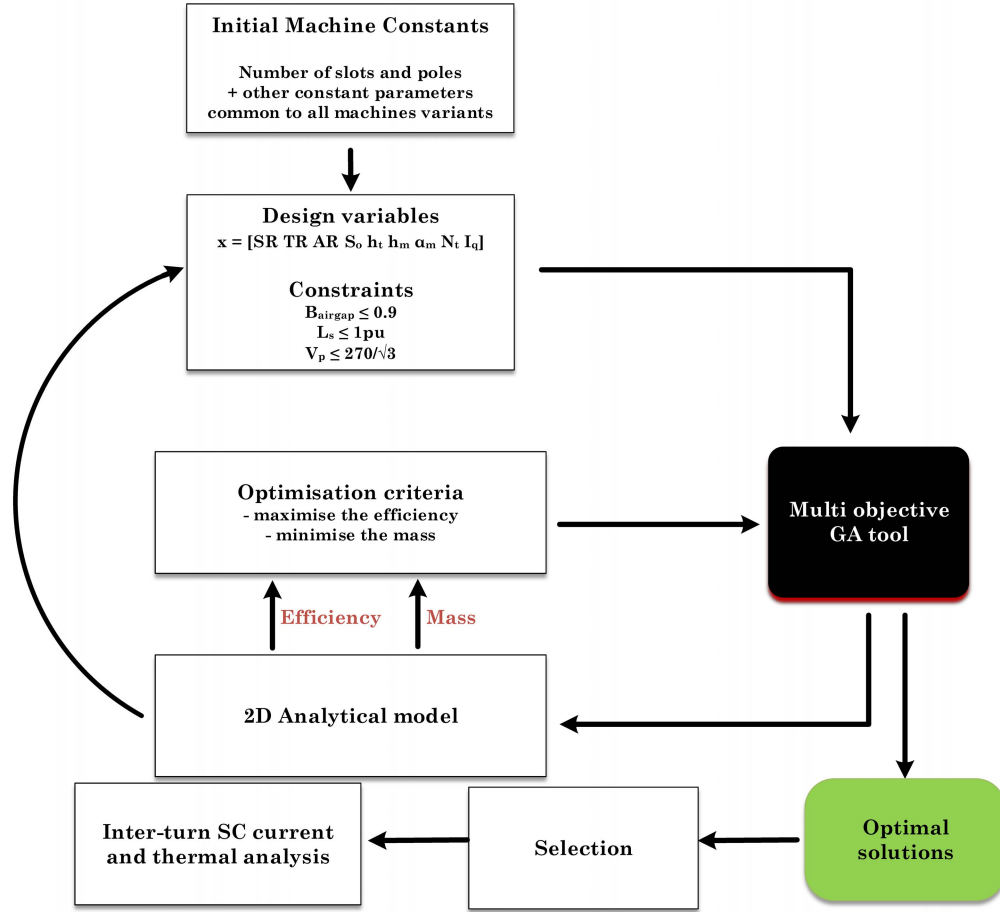 Initial Machine Constants
Number of slots and poles
+ other constant parameters
common to all machines variants
Design variables
x = [SR TR AR Sₒ hₜ hₘ αₘ Nₜ I_q]
Constraints
B_airgap ≤ 0.9
Lₛ ≤ 1pu
Vₚ ≤ 270/√3
Optimisation criteria
- maximise the efficiency
- minimise the mass
Multi objective
GA tool
Efficiency
Mass
2D Analytical model
Inter-turn SC current
and thermal analysis
Selection
Optimal
solutions